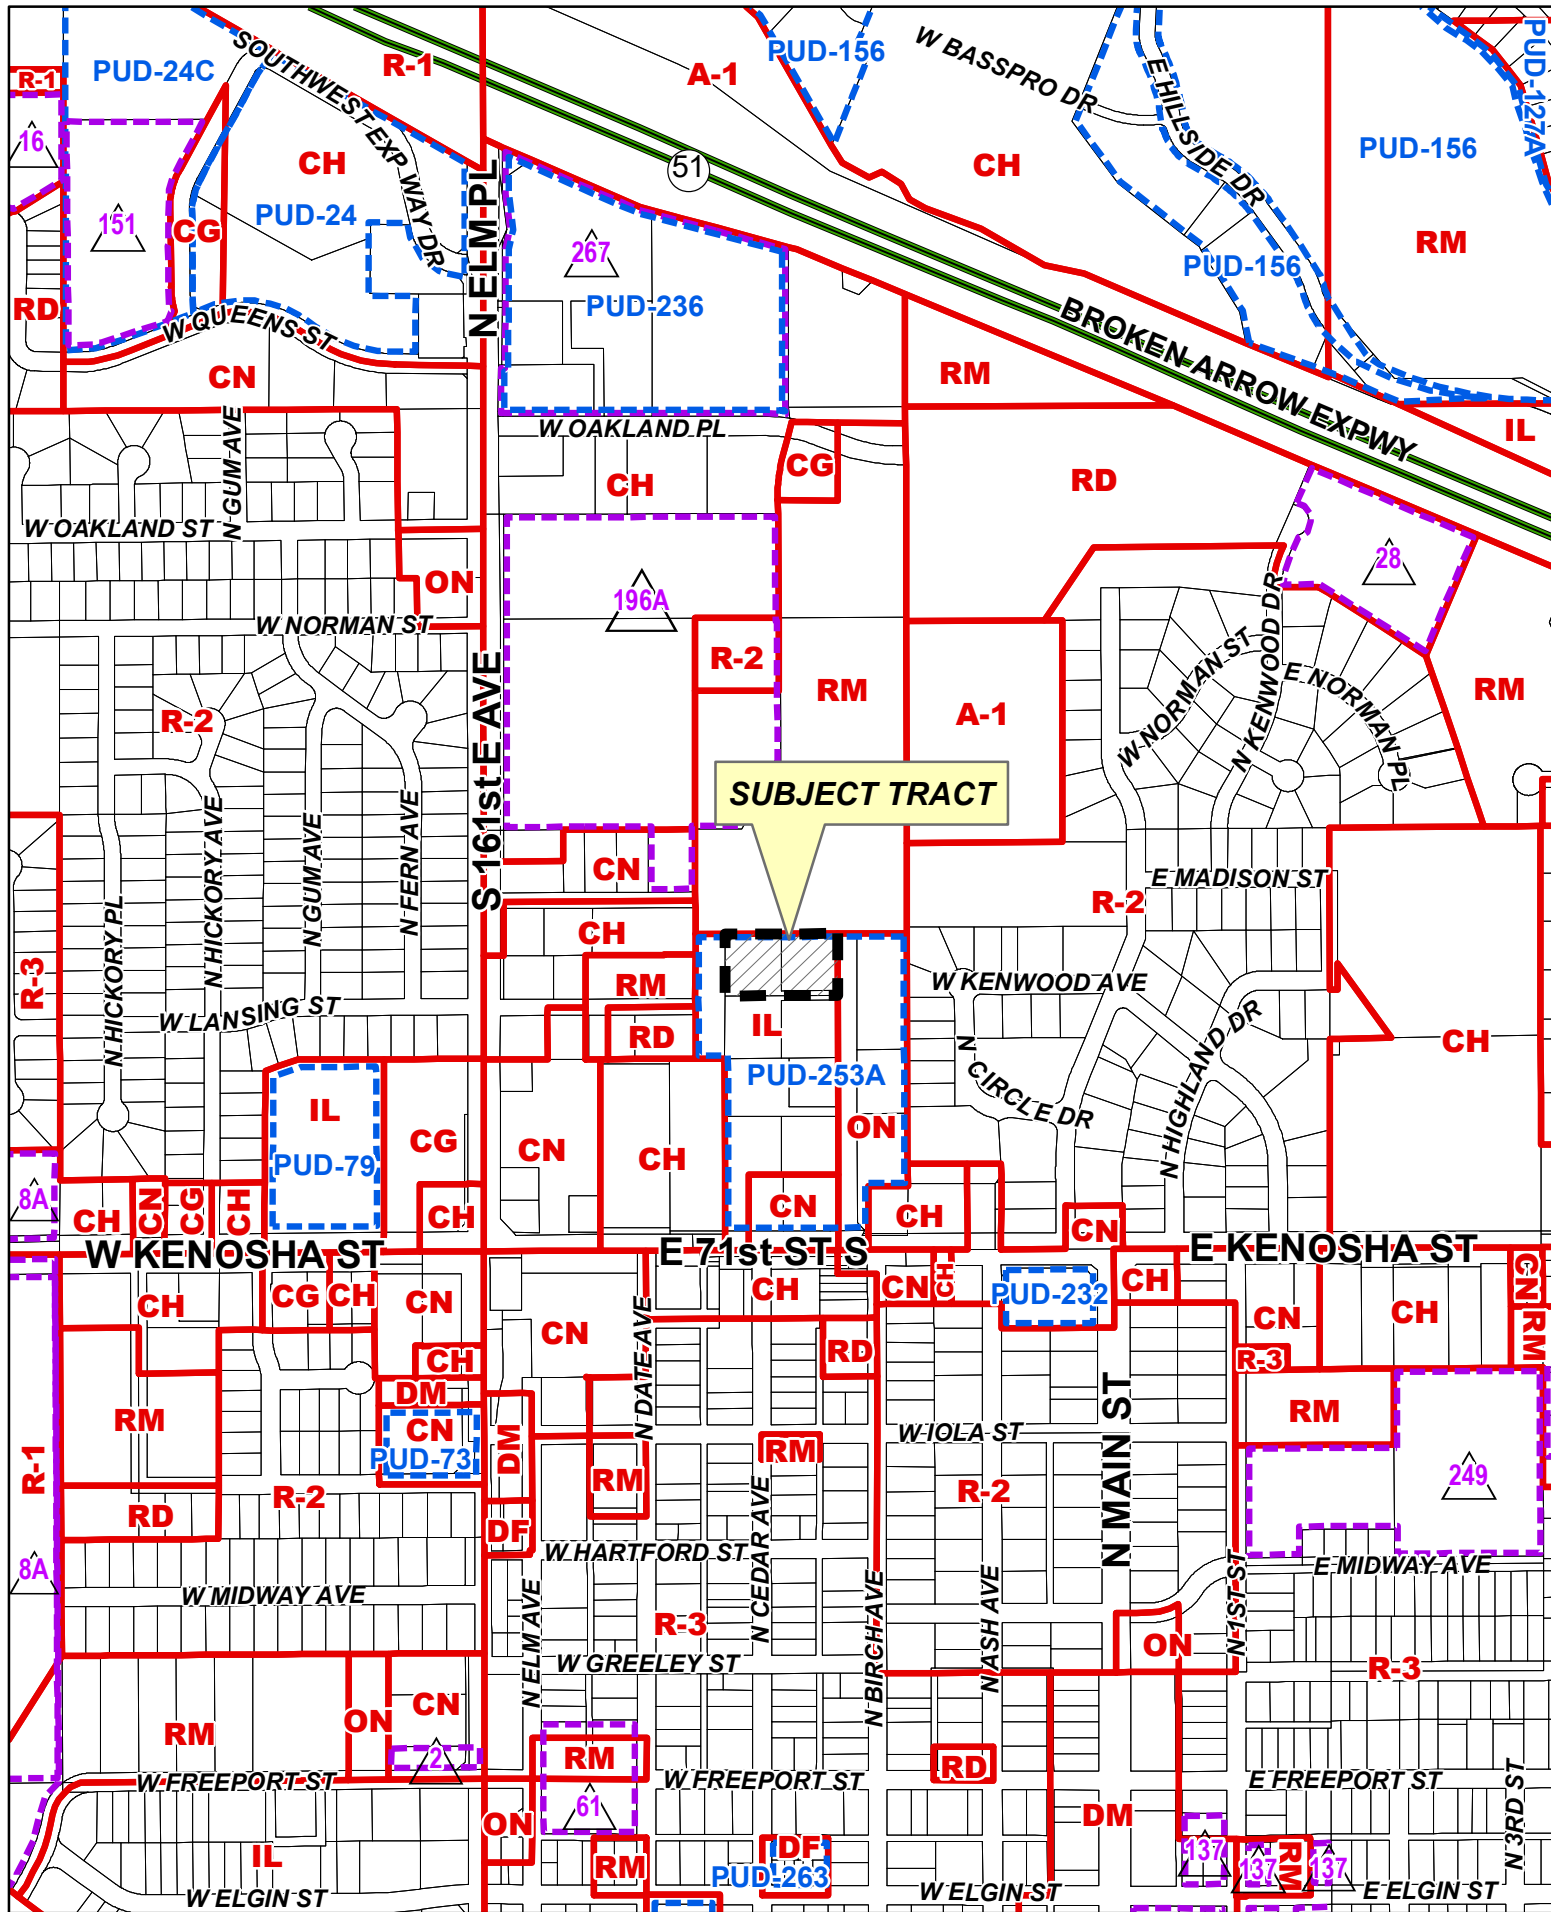 PUD-24C
SOUTHWEST EXP WAY DR
R-1
R-1
A-1
PUD-156
W BASSPRO DR
E HILLSIDE DR
PUD-127A
16
CH
51
CH
PUD-156
151
CG
PUD-24
N ELM PL
267
PUD-156
RM
RD
W QUEENS ST
PUD-236
BROKEN ARROW EXPWY
CN
RM
N GUM AVE
W OAKLAND PL
IL
CG
CH
RD
W OAKLAND ST
ON
196A
28
W NORMAN ST
R-2
RM
A-1
W NORMAN ST
N KENWOOD DR
E NORMAN PL
RM
R-2
S 161st E AVE
SUBJECT TRACT
N HICKORY PL
N HICKORY AVE
N GUM AVE
N FERN AVE
CN
E MADISON ST
R-2
R-3
CH
RM
W KENWOOD AVE
W LANSING ST
RD
IL
N CIRCLE DR
N HIGHLAND DR
CH
PUD-253A
IL
CG
CN
CH
ON
PUD-79
8A
CH
CN
CG
CH
CH
CN
CH
CN
W KENOSHA ST
E 71st ST S
E KENOSHA ST
CH
CG
CH
CN
CN
N DATE AVE
CH
CN
CH
PUD-232
CH
CN
CH
CN
RM
CH
DM
RD
R-3
RM
CN
PUD-73
DM
RM
RM
W IOLA ST
N MAIN ST
RM
R-1
R-2
R-2
249
RD
DF
W HARTFORD ST
N CEDAR AVE
8A
W MIDWAY AVE
N ELM AVE
R-3
N BIRCH AVE
N ASH AVE
N 1ST ST
E MIDWAY AVE
ON
W GREELEY ST
R-3
RM
ON
CN
2
RM
RD
W FREEPORT ST
W FREEPORT ST
E FREEPORT ST
N 3RD ST
61
ON
DM
IL
RM
DF
PUD-263
137
137
RM
137
W ELGIN ST
W ELGIN ST
E ELGIN ST